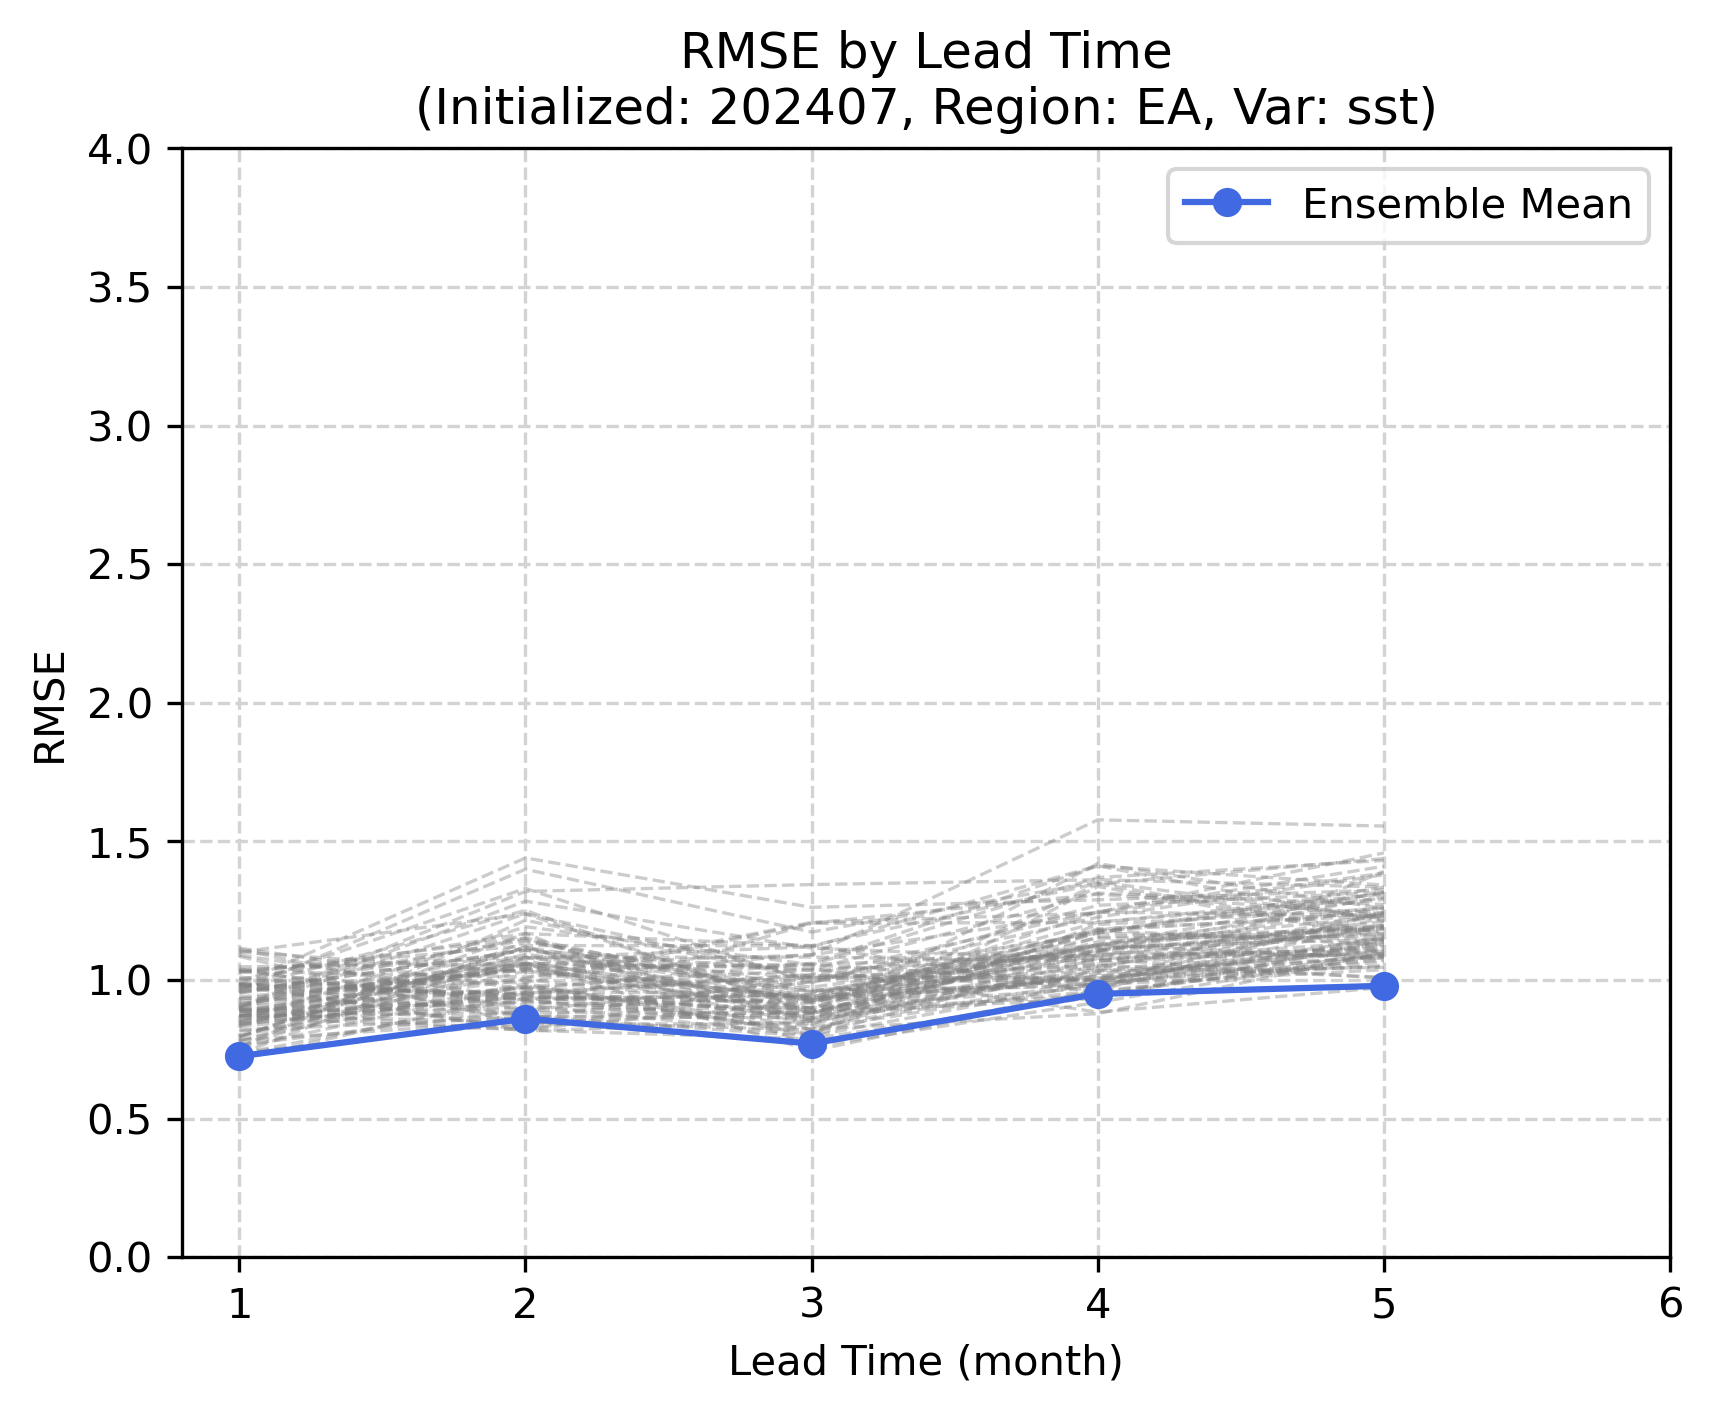 RMSE by Lead Time
(Initialized: 202407, Region: EA, Var: sst)
Ensemble Mean
4.0
3.5
3.0
2.5
2.0
1.5
1.0
0.5
0.0
RMSE
1 2 3 4 5 6
Lead Time (month)